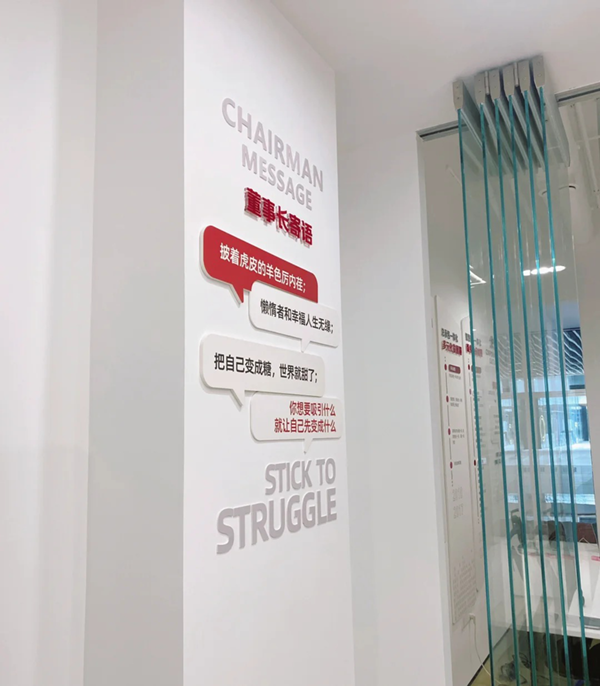 CHAIRMAN
MESSAGE
董事长寄语
披着虎皮的羊色厉内荏；
懒惰者和幸福人生无缘；
把自己变成糖，世界就甜了；
你想要吸引什么
就让自己先变成什么
STICK TO
STRUGGLE